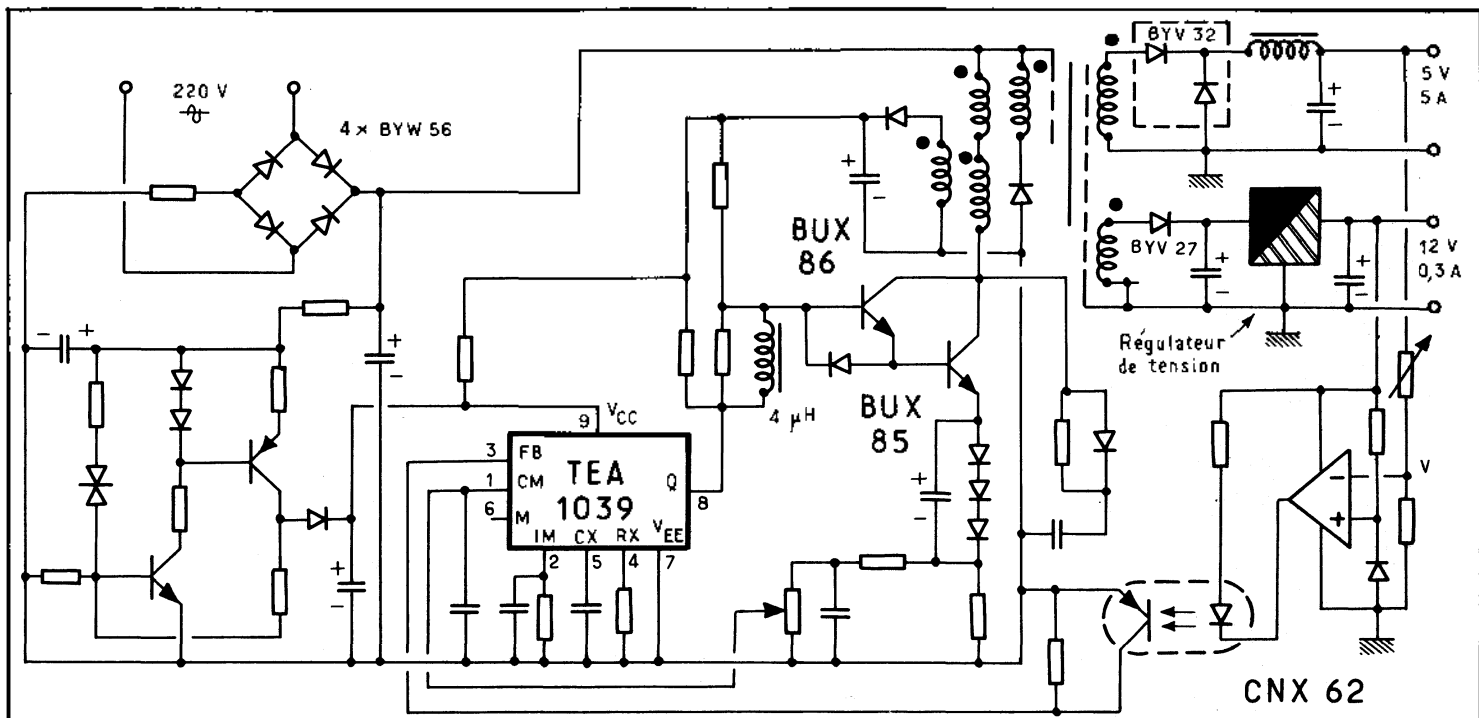 220 V
4 × BYW 56
BYV 32
5 V
5 A
BUX
86
BYV 27
12 V
0,3 A
Régulateur
de tension
4 µH
BUX
85
9 VCC
3 FB
1 CM
6 M
TEA
1039
Q
8
IM CX RX VEE
2 5 4 7
V
CNX 62